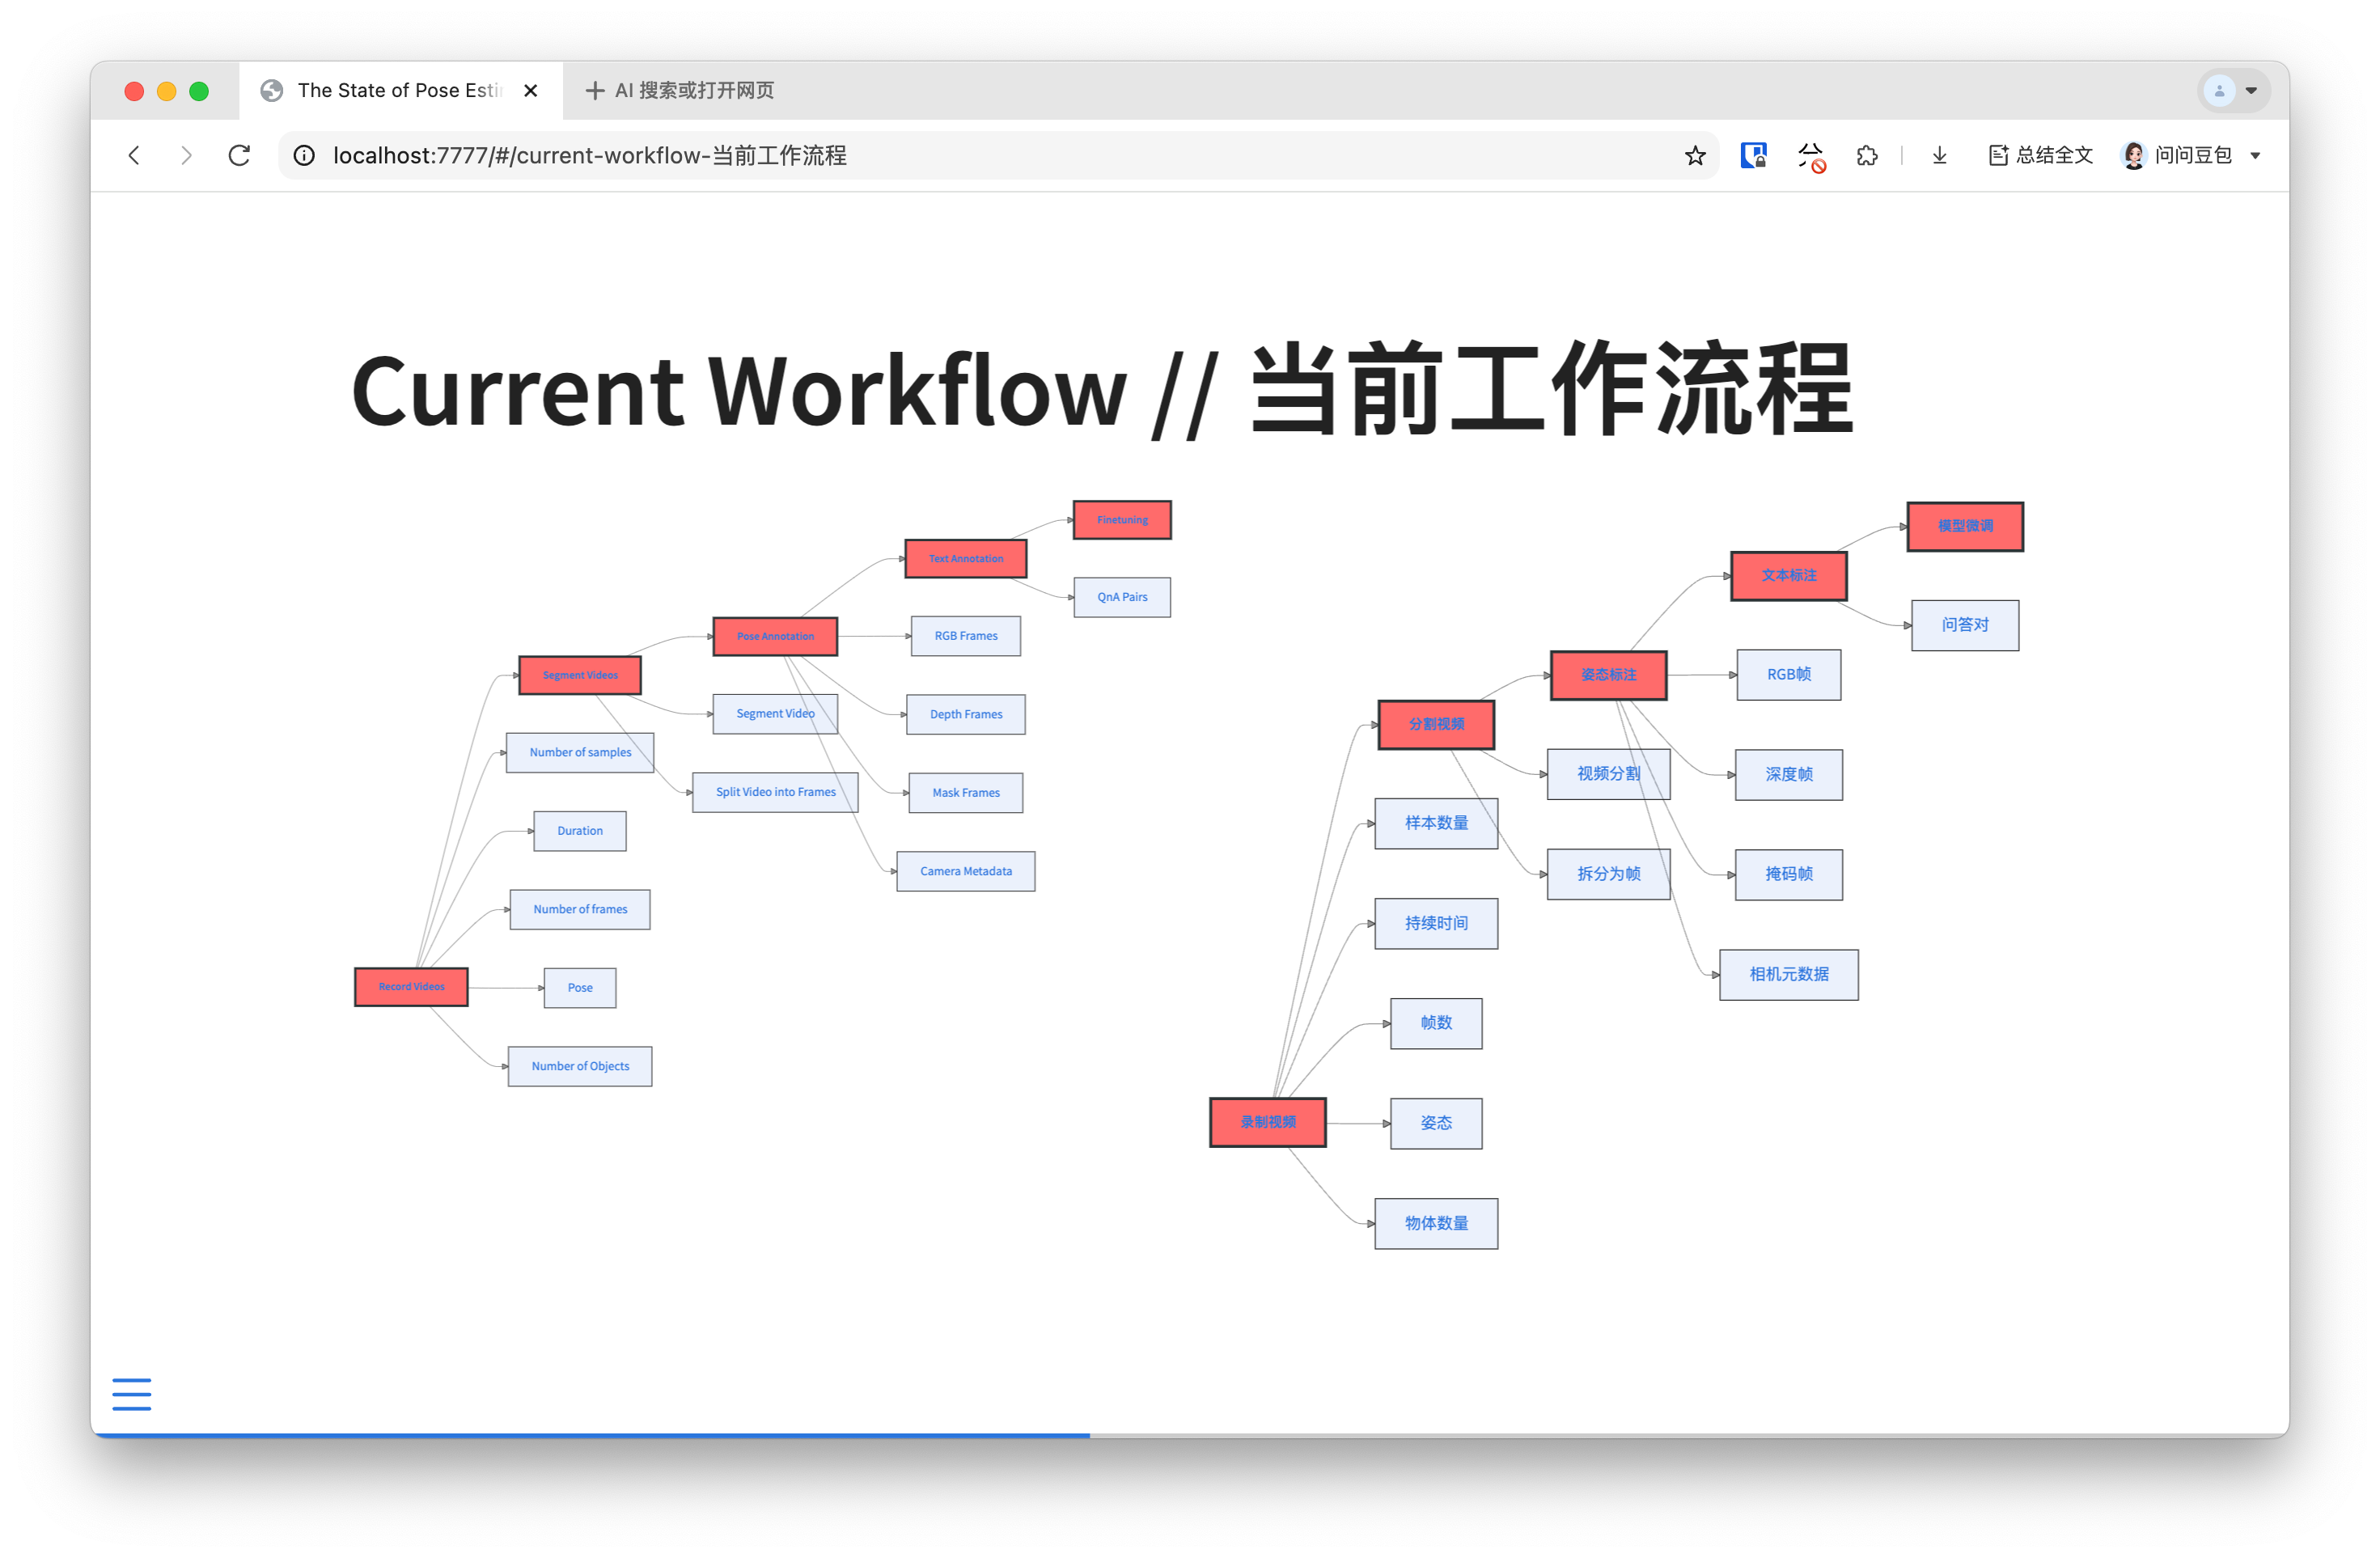 The State of Pose Esti
AI 搜索或打开网页
localhost:7777/#/current-workflow-当前工作流程
总结全文
问问豆包
Current Workflow // 当前工作流程
Finetuning
Text Annotation
QnA Pairs
Pose Annotation
RGB Frames
Segment Videos
Segment Video
Depth Frames
Number of samples
Split Video into Frames
Mask Frames
Duration
Camera Metadata
Number of frames
Record Videos
Pose
Number of Objects
模型微调
文本标注
问答对
姿态标注
RGB帧
分割视频
视频分割
深度帧
样本数量
拆分为帧
掩码帧
持续时间
相机元数据
帧数
录制视频
姿态
物体数量